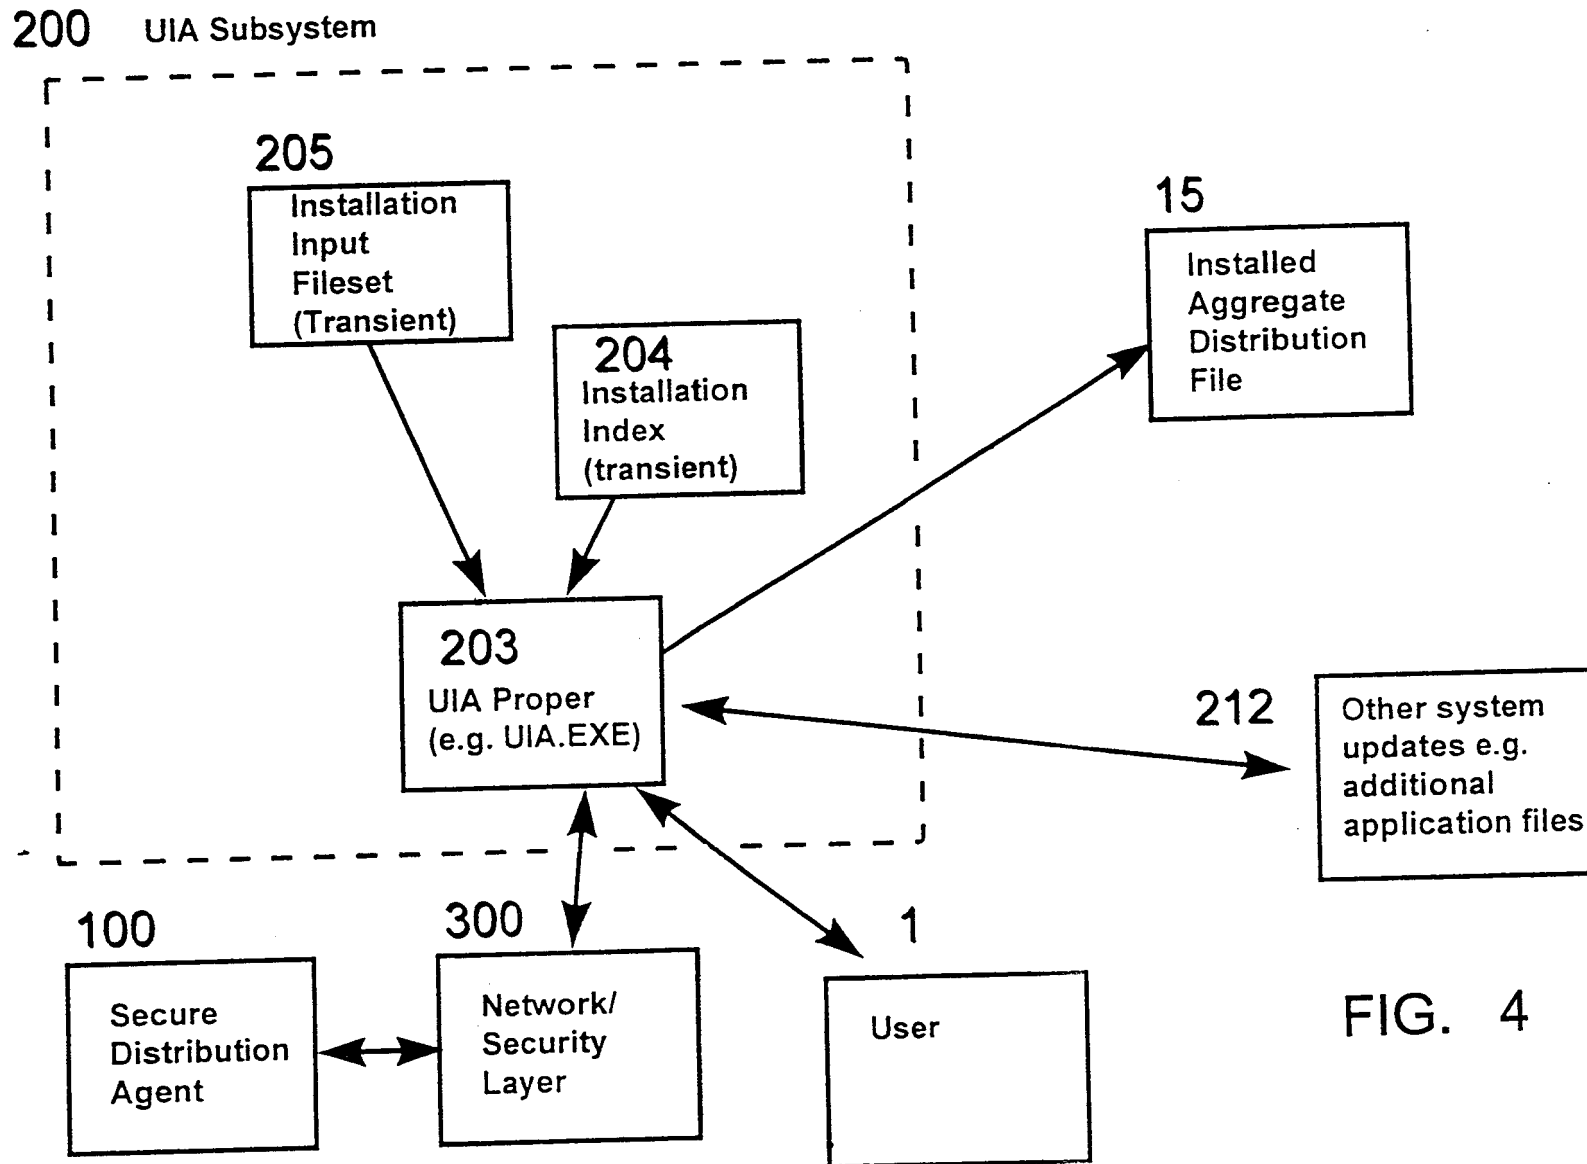 200 UIA Subsystem
205
Installation
Input
Fileset
(Transient)
204
Installation
Index
(transient)
15
Installed
Aggregate
Distribution
File
203
UIA Proper
(e.g. UIA.EXE)
212
Other system
updates e.g.
additional
application files
100
Secure
Distribution
Agent
300
Network/
Security
Layer
1
User
FIG. 4